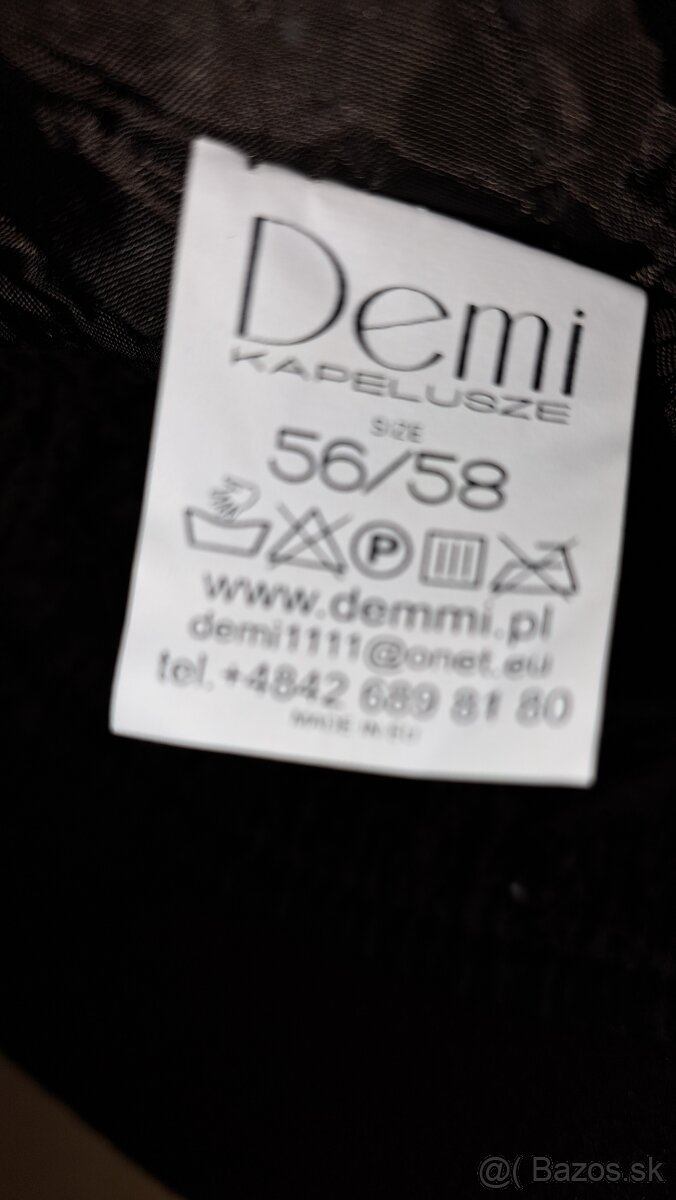 Demi
KAPELUSZE
SIZE
56/58
P
www.demmi.pl
demi1111@onet.eu
tel. +4842 689 81 80
MADE IN EU
@( Bazos.sk